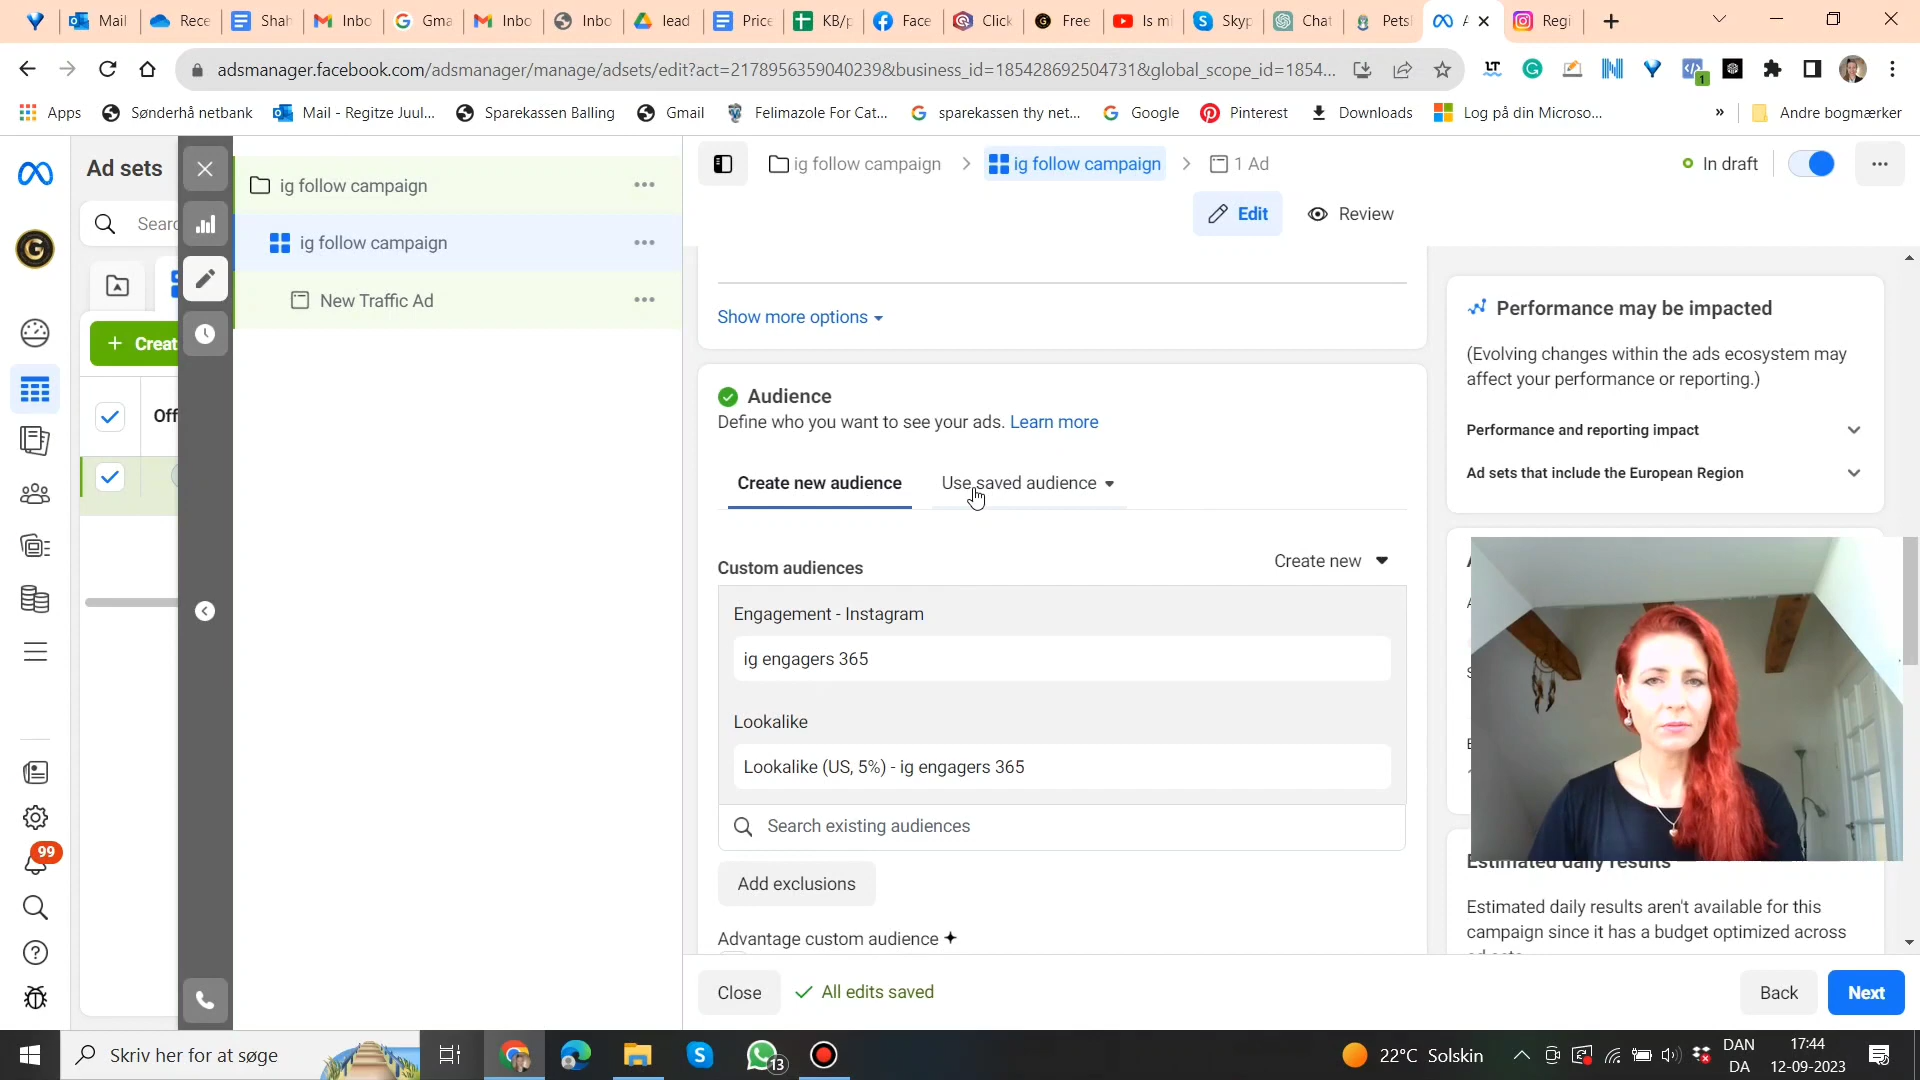 Mail
Rece
Shah
Inbo
Gma
Inbo
Inbo
lead
Price
KB/p
Face
Click
Free
Is mi
Skyp
Chat
Pets
Regi
adsmanager.facebook.com/adsmanager/manage/adsets/edit?act=2178956359040239&business_id=185428692504731&global_scope_id=1854...
Apps
Sønderhå netbank
Mail - Regitze Juul...
Sparekassen Balling
Gmail
Felimazole For Cat...
sparekassen thy net...
Google
Pinterest
Downloads
Log på din Microso...
»
Andre bogmærker
Ad sets
Searc
+ Creat
Off
99
ig follow campaign
ig follow campaign
New Traffic Ad
ig follow campaign
ig follow campaign
1 Ad
In draft
Edit
Review
Show more options
Audience
Define who you want to see your ads. Learn more
Create new audience
Use saved audience
Custom audiences
Create new
Engagement - Instagram
ig engagers 365
Lookalike
Lookalike (US, 5%) - ig engagers 365
Search existing audiences
Add exclusions
Advantage custom audience
Close
All edits saved
Back
Next
Performance may be impacted
(Evolving changes within the ads ecosystem may
affect your performance or reporting.)
Performance and reporting impact
Ad sets that include the European Region
Estimated daily results
Estimated daily results aren't available for this
campaign since it has a budget optimized across
Skriv her for at søge
13
22°C Solskin
DAN
DA
17:44
12-09-2023